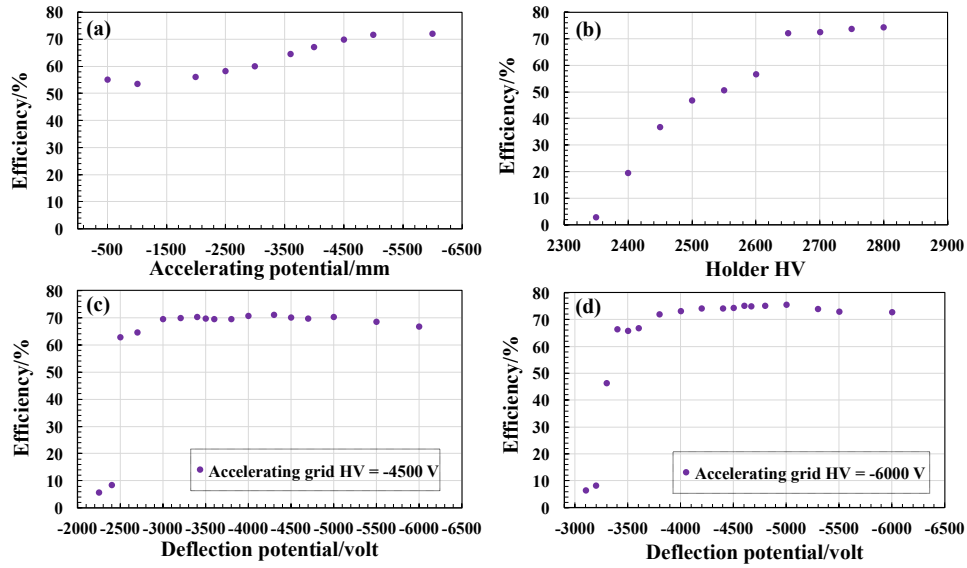 (a)
Efficiency/%
80
70
60
50
40
30
20
10
0
-500 -1500 -2500 -3500 -4500 -5500 -6500
Accelerating potential/mm
(b)
Efficiency/%
80
70
60
50
40
30
20
10
0
2300 2400 2500 2600 2700 2800 2900
Holder HV
(c)
Efficiency/%
80
70
60
50
40
30
20
10
0
Accelerating grid HV = -4500 V
-2000 -2500 -3000 -3500 -4000 -4500 -5000 -5500 -6000 -6500
Deflection potential/volt
(d)
Efficiency/%
80
70
60
50
40
30
20
10
0
Accelerating grid HV = -6000 V
-3000 -3500 -4000 -4500 -5000 -5500 -6000 -6500
Deflection potential/volt